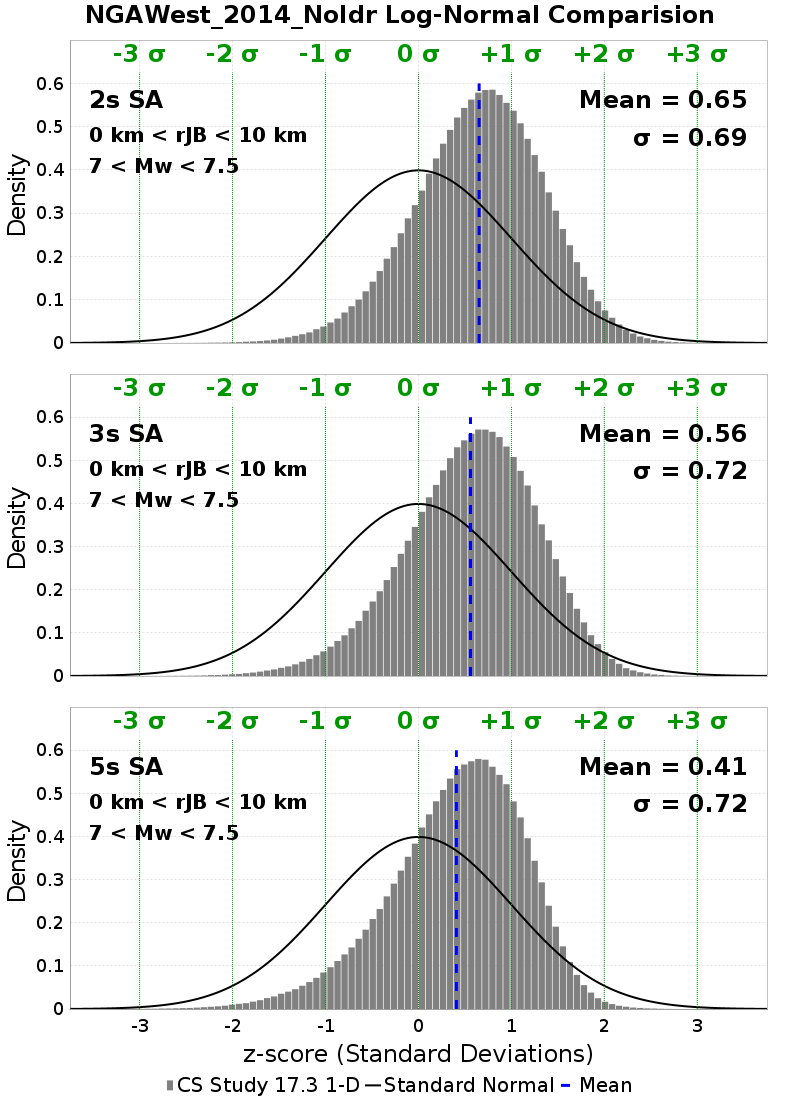 NGAWest_2014_NoIdr Log-Normal Comparision
-3 σ -2 σ -1 σ 0 σ +1 σ +2 σ +3 σ
2s SA
0 km < rJB < 10 km
7 < Mw < 7.5
Mean = 0.65
σ = 0.69
Density
0.6
0.5
0.4
0.3
0.2
0.1
0
-3 σ -2 σ -1 σ 0 σ +1 σ +2 σ +3 σ
3s SA
0 km < rJB < 10 km
7 < Mw < 7.5
Mean = 0.56
σ = 0.72
Density
0.6
0.5
0.4
0.3
0.2
0.1
0
-3 σ -2 σ -1 σ 0 σ +1 σ +2 σ +3 σ
5s SA
0 km < rJB < 10 km
7 < Mw < 7.5
Mean = 0.41
σ = 0.72
Density
0.6
0.5
0.4
0.3
0.2
0.1
0
-3 -2 -1 0 1 2 3
z-score (Standard Deviations)
CS Study 17.3 1-D Standard Normal Mean